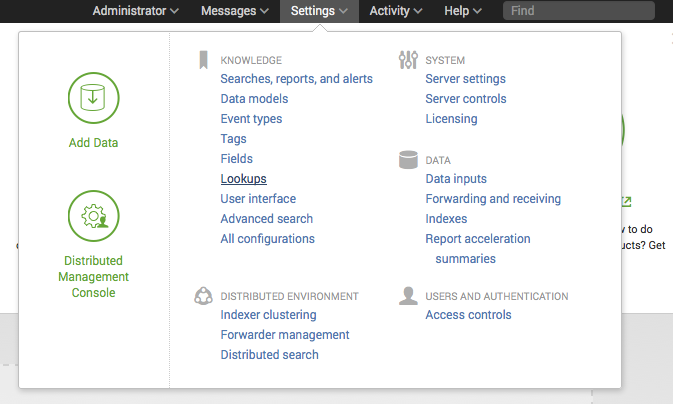 Administrator Messages Settings Activity Help Find
Add Data
Distributed
Management
Console
KNOWLEDGE
Searches, reports, and alerts
Data models
Event types
Tags
Fields
Lookups
User interface
Advanced search
All configurations
DISTRIBUTED ENVIRONMENT
Indexer clustering
Forwarder management
Distributed search
SYSTEM
Server settings
Server controls
Licensing
DATA
Data inputs
Forwarding and receiving
Indexes
Report acceleration
summaries
USERS AND AUTHENTICATION
Access controls
to do
? Get